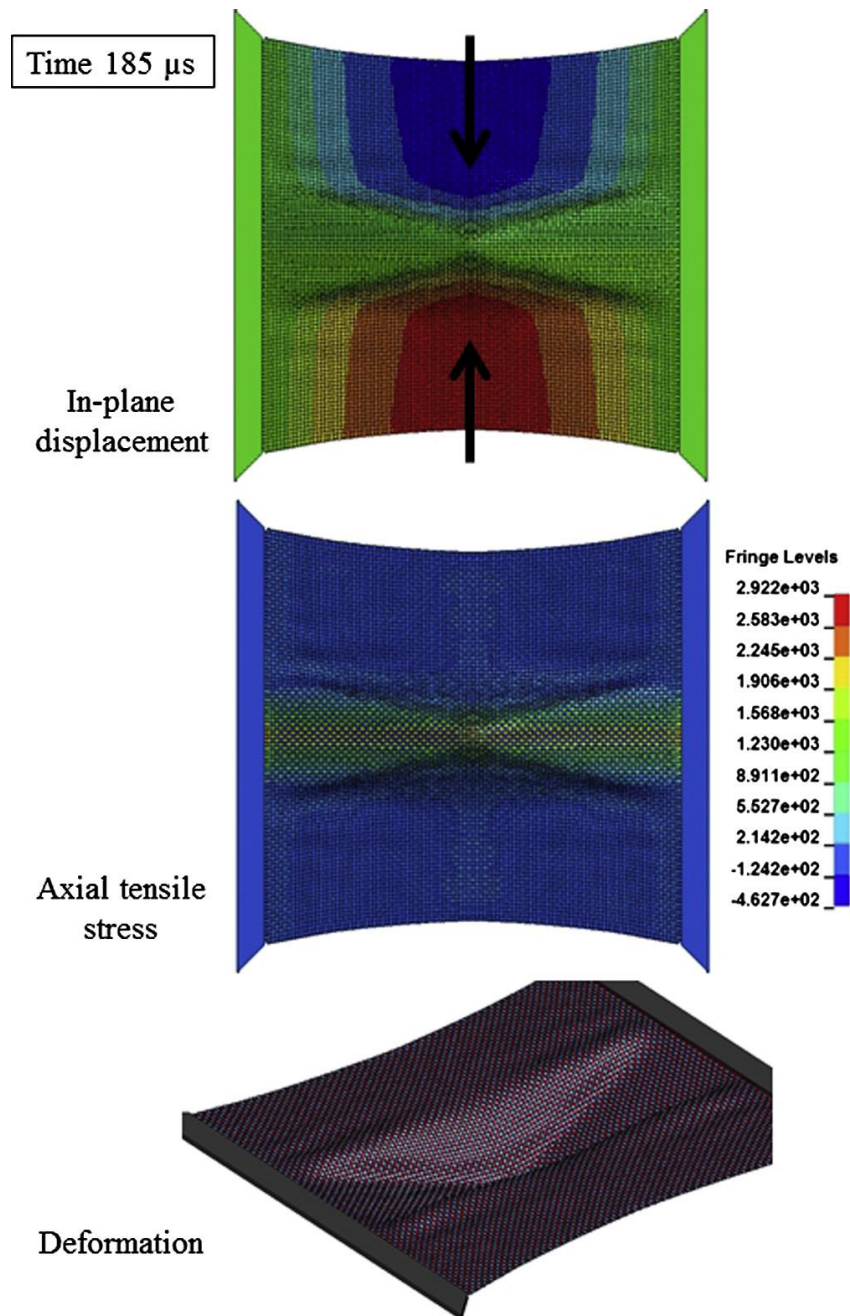 Time 185 µs
In-plane
displacement
Fringe Levels
2.922e+03
2.583e+03
2.245e+03
1.906e+03
1.568e+03
1.230e+03
8.911e+02
5.527e+02
2.142e+02
-1.242e+02
-4.627e+02
Axial tensile
stress
Deformation